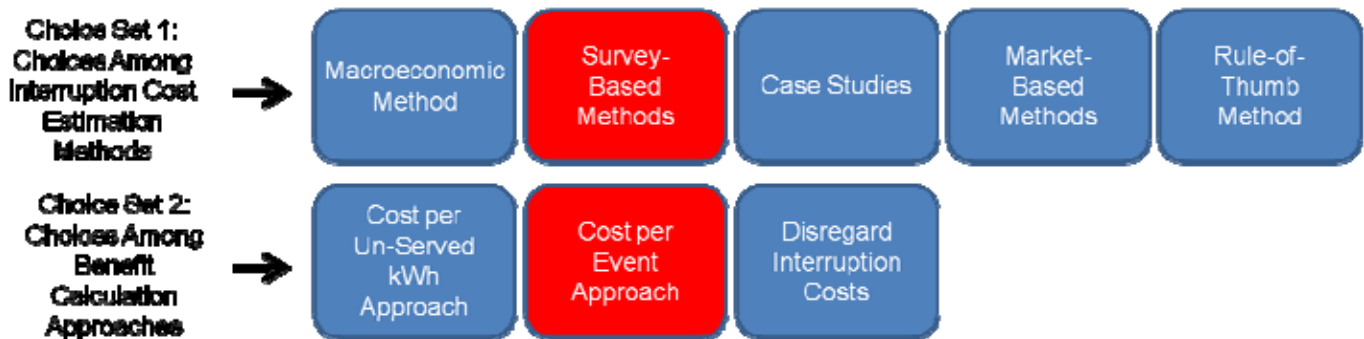 Choice Set 1:
Choices Among
Interruption Cost
Estimation
Methods
Macroeconomic
Method
Survey-
Based
Methods
Case Studies
Market-
Based
Methods
Rule-of-
Thumb
Method
Choice Set 2:
Choices Among
Benefit
Calculation
Approaches
Cost per
Un-Served
kWh
Approach
Cost per
Event
Approach
Disregard
Interruption
Costs